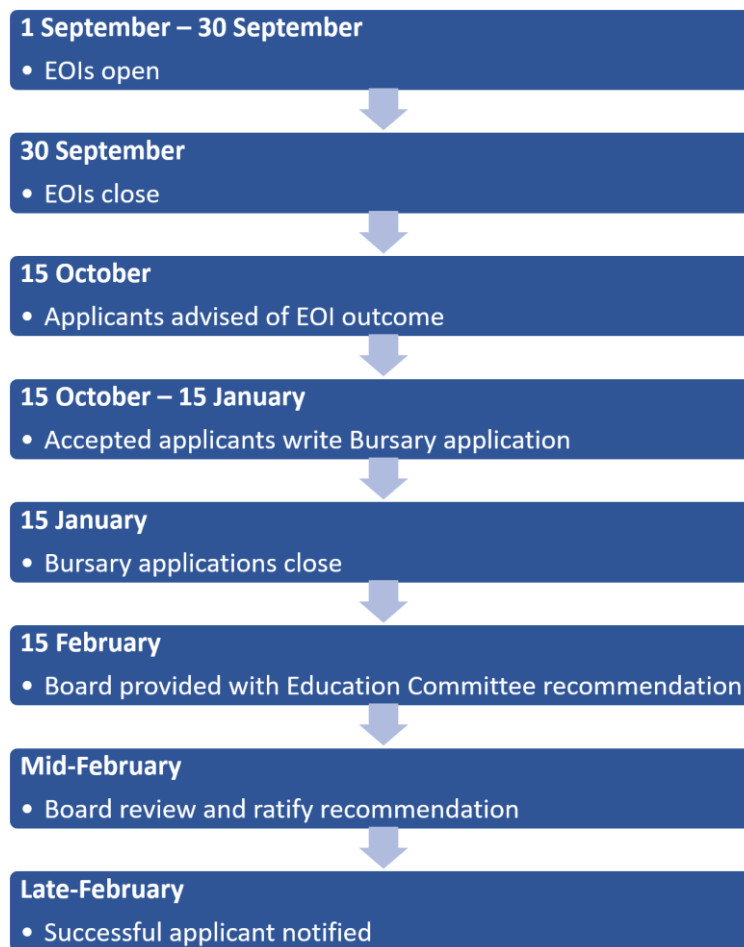 1 September – 30 September
• EOIs open
30 September
• EOIs close
15 October
• Applicants advised of EOI outcome
15 October – 15 January
• Accepted applicants write Bursary application
15 January
• Bursary applications close
15 February
• Board provided with Education Committee recommendation
Mid-February
• Board review and ratify recommendation
Late-February
• Successful applicant notified